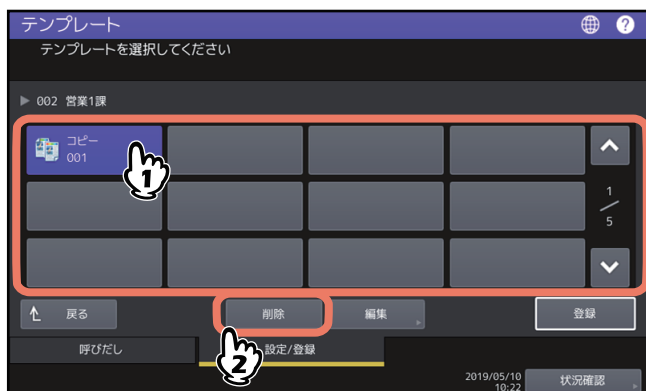 テンプレート
?
テンプレートを選択してください
002 営業1課
コピー
001
1
1
5
戻る
削除
編集
登録
2
呼びだし
設定/登録
2019/05/10
10:22
状況確認